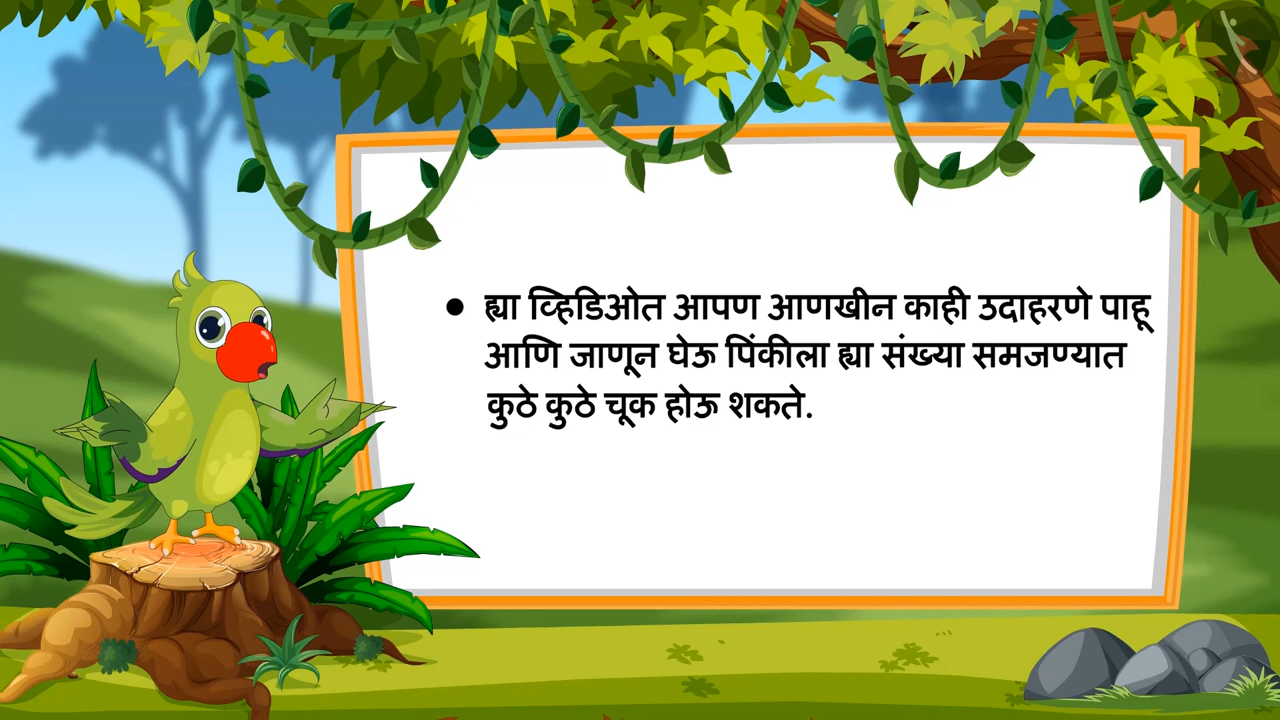 ● ह्या व्हिडिओत आपण आणखीन काही उदाहरणे पाहू
आणि जाणून घेऊ पिंकीला ह्या संख्या समजण्यात
कुठे कुठे चूक होऊ शकते.